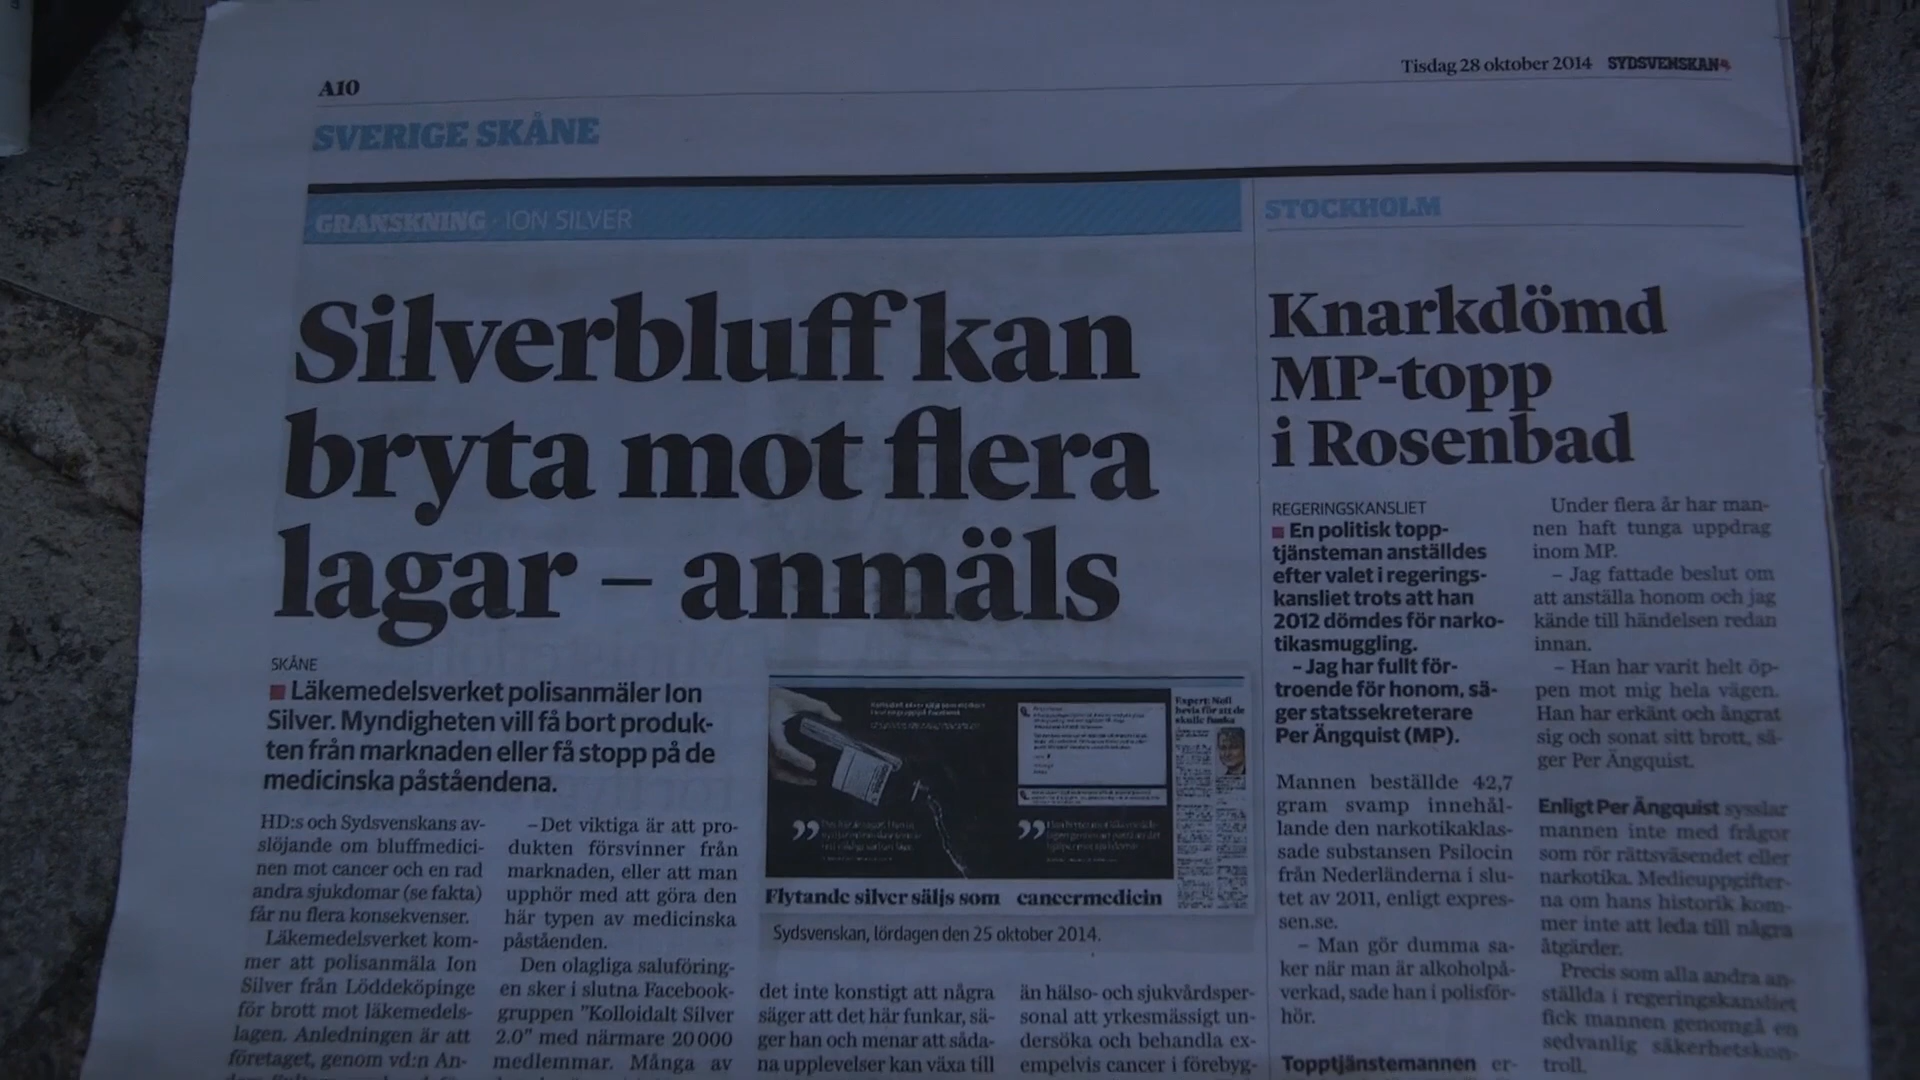 A10
Tisdag 28 oktober 2014 SYDSVENSKAN
SVERIGE SKÅNE
GRANSKNING · ION SILVER
Silverbluff kan
bryta mot flera
lagar – anmäls
SKÅNE
Läkemedelsverket polisanmäler Ion
Silver. Myndigheten vill få bort produk-
ten från marknaden eller få stopp på de
medicinska påståendena.
HD:s och Sydsvenskans av-
slöjande om bluffmedici-
nen mot cancer och en rad
andra sjukdomar (se fakta)
får nu flera konsekvenser.
Läkemedelsverket kom-
mer att polisanmäla Ion
Silver från Löddeköpinge
för brott mot läkemedels-
lagen. Anledningen är att
företaget, genom vd:n An-
–Det viktiga är att pro-
dukten försvinner från
marknaden, eller att man
upphör med att göra den
här typen av medicinska
påståenden.
Den olagliga saluföring-
en sker i slutna Facebook-
gruppen "Kolloidalt Silver
2.0" med närmare 20 000
medlemmar. Många av
Expert: Noll
bevis för att de
skulle funka
Flytande silver säljs som cancermedicin
Sydsvenskan, lördagen den 25 oktober 2014.
det inte konstigt att några
säger att det här funkar, sä-
ger han och menar att såda-
na upplevelser kan växa till
än hälso- och sjukvårdsper-
sonal att yrkesmässigt un-
dersöka och behandla ex-
empelvis cancer i förebyg-
STOCKHOLM
Knarkdömd
MP-topp
i Rosenbad
REGERINGSKANSLIET
En politisk topp-
tjänsteman anställdes
efter valet i regerings-
kansliet trots att han
2012 dömdes för narko-
tikasmuggling.
– Jag har fullt för-
troende för honom, sä-
ger statssekreterare
Per Ängquist (MP).
Mannen beställde 42,7
gram svamp innehål-
lande den narkotikaklas-
sade substansen Psilocin
från Nederländerna i slu-
tet av 2011, enligt expres-
sen.se.
– Man gör dumma sa-
ker när man är alkoholpå-
verkad, sade han i polisför-
hör.
Topptjänstemannen er-
Under flera år har man-
nen haft tunga uppdrag
inom MP.
– Jag fattade beslut om
att anställa honom och jag
kände till händelsen redan
innan.
– Han har varit helt öp-
pen mot mig hela vägen.
Han har erkänt och ångrat
sig och sonat sitt brott, sä-
ger Per Ängquist.
Enligt Per Ängquist sysslar
mannen inte med frågor
som rör rättsväsendet eller
narkotika. Medieuppgifter-
na om hans historik kom-
mer inte att leda till några
åtgärder.
Precis som alla andra an-
ställda i regeringskansliet
fick mannen genomgå en
sedvanlig säkerhetskon-
troll.